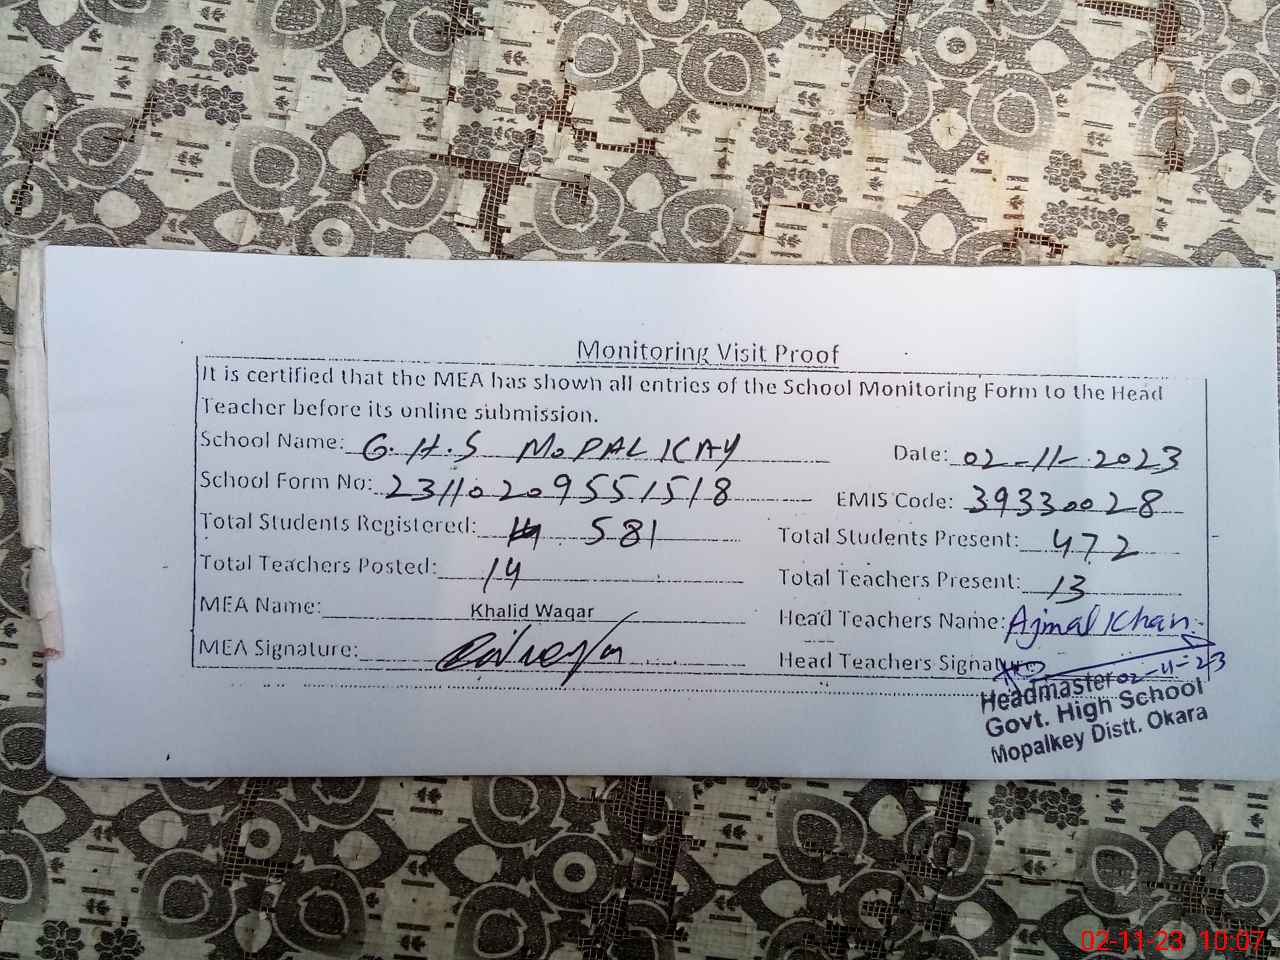 Monitoring Visit Proof
It is certified that the MEA has shown all entries of the School Monitoring Form to the Head
Teacher before its online submission.
School Name: G.H.S MOPALKAY Date: 02-11-2023
School Form No: 231102095551518 EMIS Code: 39330028
Total Students Registered: 581 Total Students Present: 472
Total Teachers Posted: 14 Total Teachers Present: 13
MEA Name: Khalid Waqar Head Teachers Name: Ajmal Khan
MEA Signature: Head Teachers Signature
02-11-23
Headmaster
Govt. High School
Mopalkey Distt. Okara
02-11-23 10:07